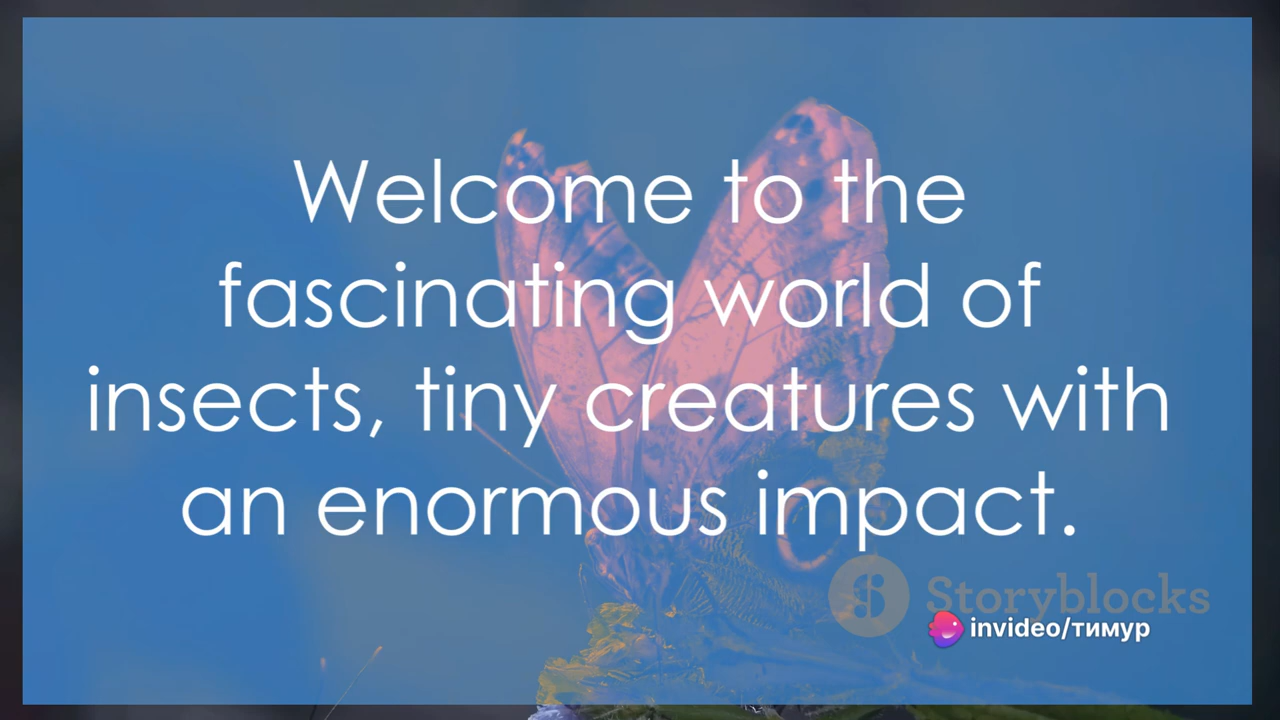 Welcome to the
fascinating world of
insects, tiny creatures with
an enormous impact.
Storyblocks
invideo/тимур